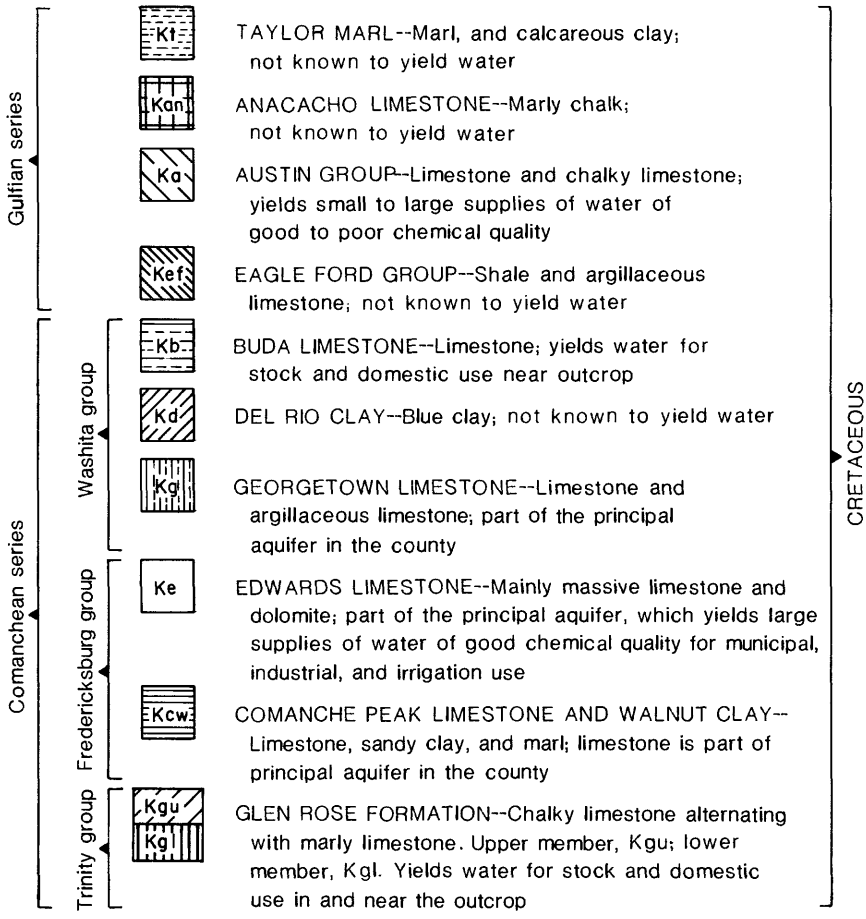 Kt
TAYLOR MARL--Marl, and calcareous clay;
not known to yield water
Kan
ANACACHO LIMESTONE--Marly chalk;
not known to yield water
Ka
AUSTIN GROUP--Limestone and chalky limestone;
yields small to large supplies of water of
good to poor chemical quality
Kef
EAGLE FORD GROUP--Shale and argillaceous
limestone; not known to yield water
Gulfian series
Kb
BUDA LIMESTONE--Limestone; yields water for
stock and domestic use near outcrop
Kd
DEL RIO CLAY--Blue clay; not known to yield water
Kg
GEORGETOWN LIMESTONE--Limestone and
argillaceous limestone; part of the principal
aquifer in the county
Washita group
Ke
EDWARDS LIMESTONE--Mainly massive limestone and
dolomite; part of the principal aquifer, which yields large
supplies of water of good chemical quality for municipal,
industrial, and irrigation use
Kcw
COMANCHE PEAK LIMESTONE AND WALNUT CLAY--
Limestone, sandy clay, and marl; limestone is part of
principal aquifer in the county
Fredericksburg group
Kgu
Kgl
GLEN ROSE FORMATION--Chalky limestone alternating
with marly limestone. Upper member, Kgu; lower
member, Kgl. Yields water for stock and domestic
use in and near the outcrop
Trinity group
Comanchean series
CRETACEOUS